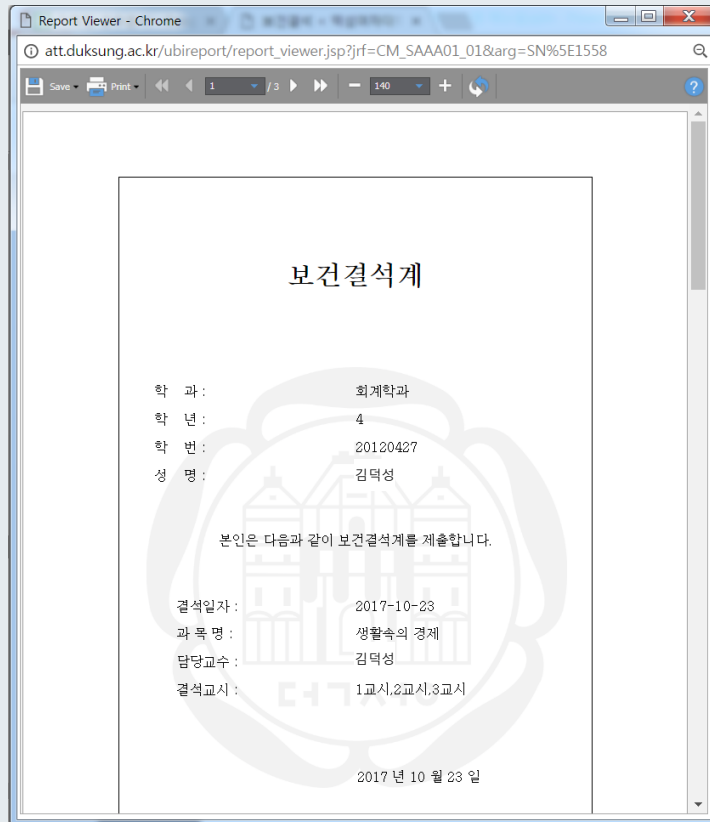 Report Viewer - Chrome
att.duksung.ac.kr/ubireport/report_viewer.jsp?jrf=CM_SAAA01_01&arg=SN%5E1558
Save Print 1 / 3 140 ?
보건결석계
학 과 : 회계학과
학 년 : 4
학 번 : 20120427
성 명 : 김덕성
본인은 다음과 같이 보건결석계를 제출합니다.
결석일자 : 2017-10-23
과 목 명 : 생활속의 경제
담당교수 : 김덕성
결석교시 : 1교시,2교시,3교시
2017 년 10 월 23 일